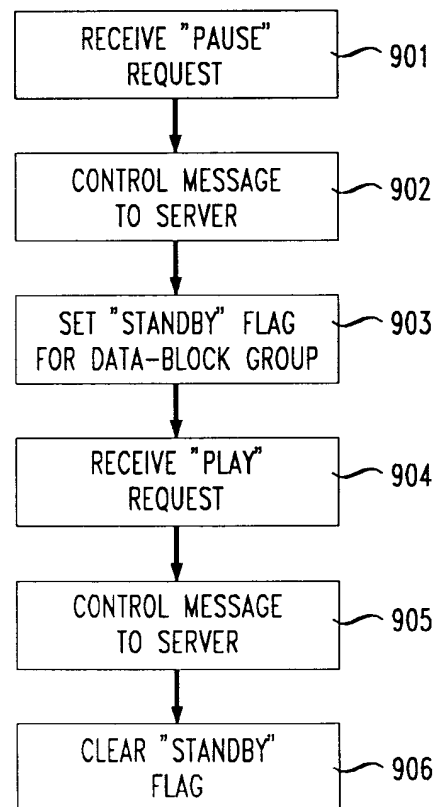 RECEIVE "PAUSE"
REQUEST
901
CONTROL MESSAGE
TO SERVER
902
SET "STANDBY" FLAG
FOR DATA-BLOCK GROUP
903
RECEIVE "PLAY"
REQUEST
904
CONTROL MESSAGE
TO SERVER
905
CLEAR "STANDBY"
FLAG
906